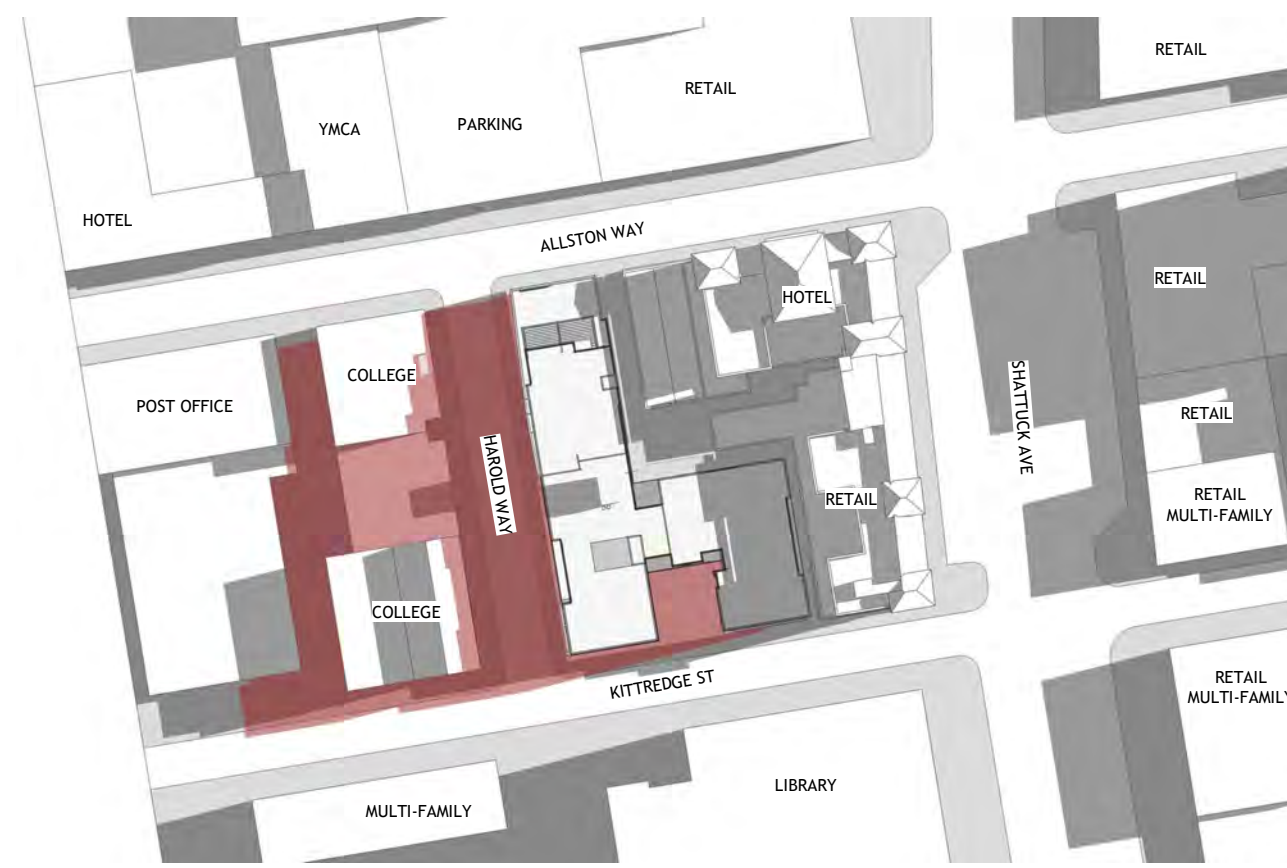 RETAIL
RETAIL
YMCA
PARKING
HOTEL
ALLSTON WAY
RETAIL
HOTEL
COLLEGE
POST OFFICE
SHATTUCK AVE
RETAIL
HAROLD WAY
RETAIL
RETAIL
MULTI-FAMILY
COLLEGE
KITTREDGE ST
RETAIL
MULTI-FAMILY
LIBRARY
MULTI-FAMILY